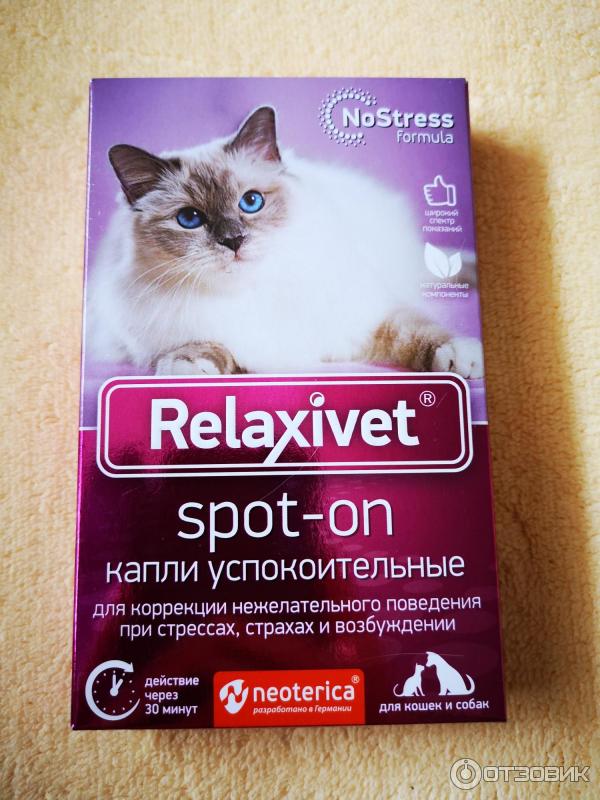 NoStress
formula
широкий
спектр
показаний
натуральные
компоненты
Relaxivet®
spot-on
капли успокоительные
для коррекции нежелательного поведения
при стрессах, страхах и возбуждении
действие
через
30 минут
neoterica®
разработано в Германии
для кошек и собак
ОТЗОВИК